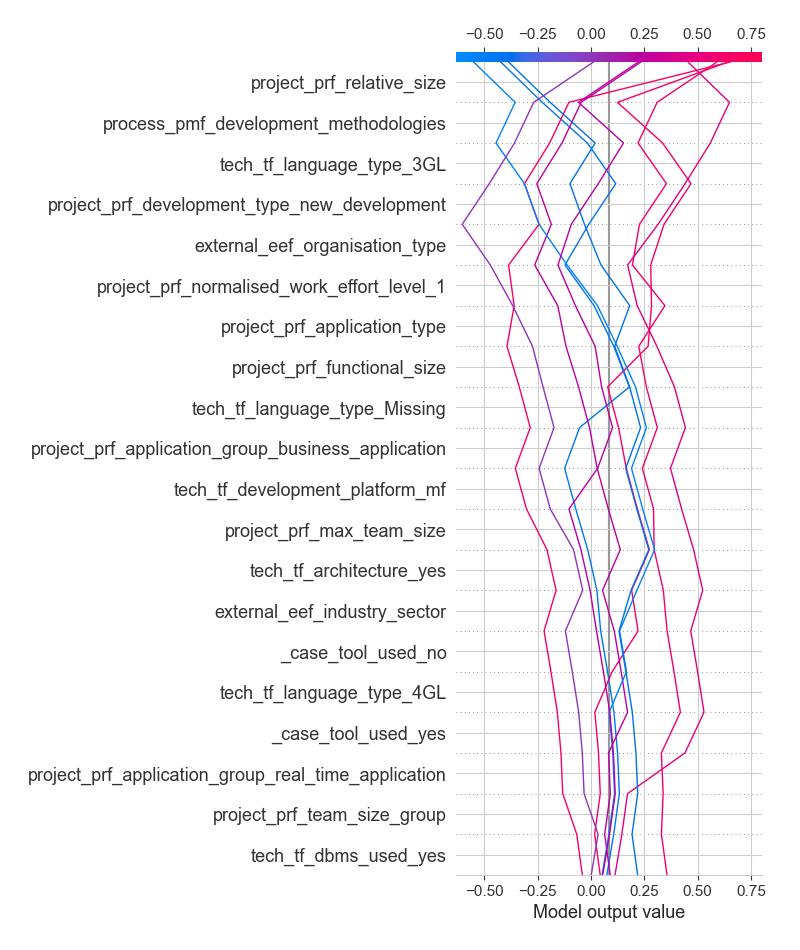 −0.50 −0.25 0.00 0.25 0.50 0.75
project_prf_relative_size
process_pmf_development_methodologies
tech_tf_language_type_3GL
project_prf_development_type_new_development
external_eef_organisation_type
project_prf_normalised_work_effort_level_1
project_prf_application_type
project_prf_functional_size
tech_tf_language_type_Missing
project_prf_application_group_business_application
tech_tf_development_platform_mf
project_prf_max_team_size
tech_tf_architecture_yes
external_eef_industry_sector
_case_tool_used_no
tech_tf_language_type_4GL
_case_tool_used_yes
project_prf_application_group_real_time_application
project_prf_team_size_group
tech_tf_dbms_used_yes
−0.50 −0.25 0.00 0.25 0.50 0.75
Model output value